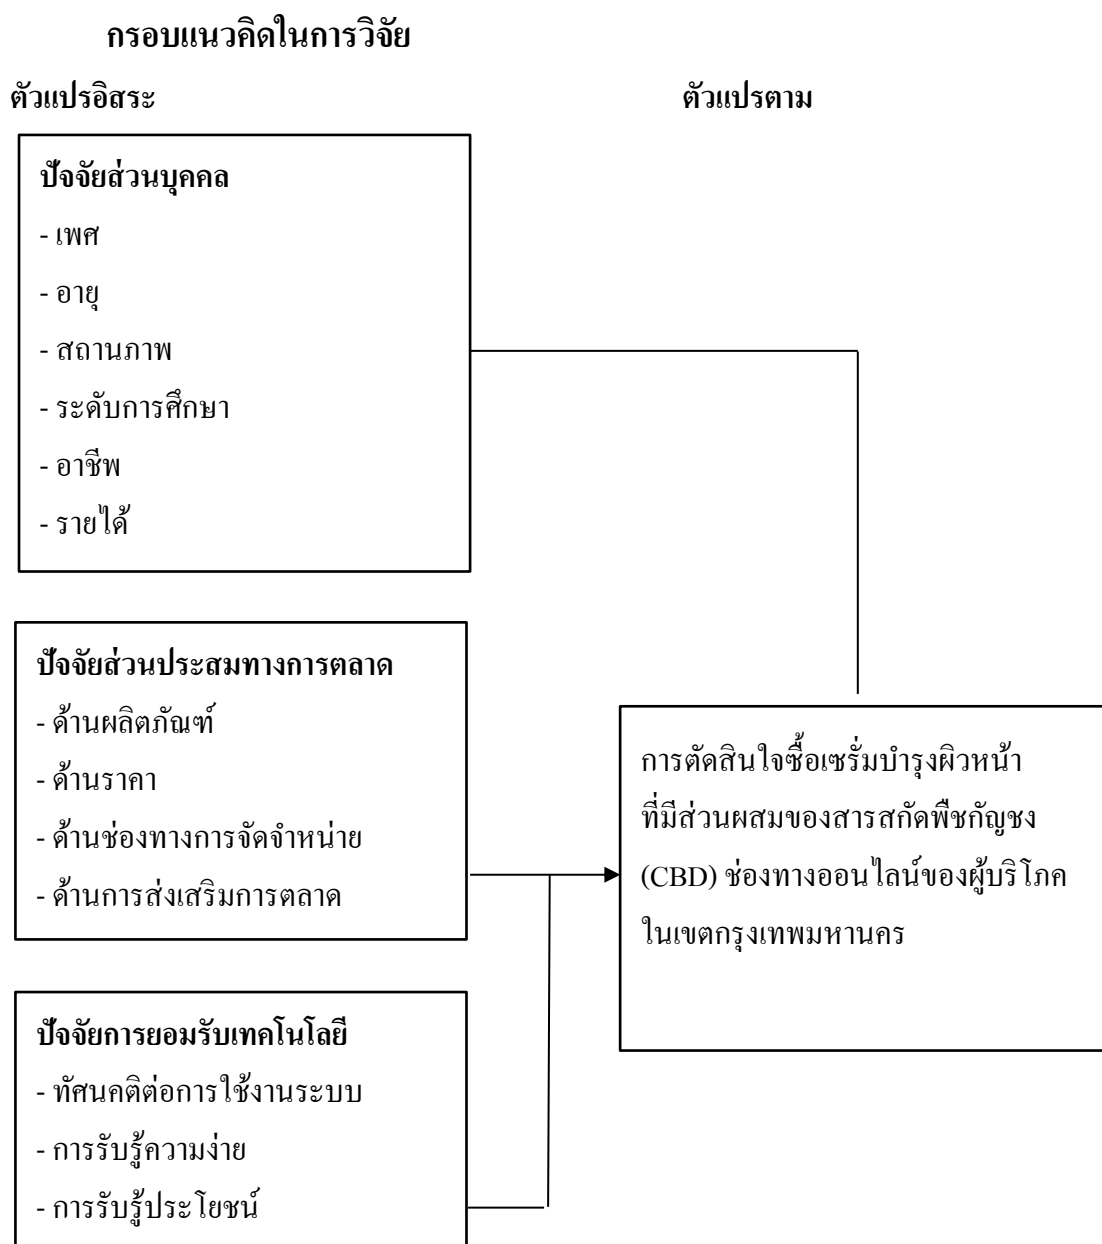 กรอบแนวคิดในการวิจัย
ตัวแปรอิสระ
ตัวแปรตาม
ปัจจัยส่วนบุคคล
- เพศ
- อายุ
- สถานภาพ
- ระดับการศึกษา
- อาชีพ
- รายได้
ปัจจัยส่วนประสมทางการตลาด
- ด้านผลิตภัณฑ์
- ด้านราคา
- ด้านช่องทางการจัดจำหน่าย
- ด้านการส่งเสริมการตลาด
ปัจจัยการยอมรับเทคโนโลยี
- ทัศนคติต่อการใช้งานระบบ
- การรับรู้ความง่าย
- การรับรู้ประโยชน์
การตัดสินใจซื้อเซรั่มบำรุงผิวหน้า
ที่มีส่วนผสมของสารสกัดพืชกัญชง
(CBD) ช่องทางออนไลน์ของผู้บริโภค
ในเขตกรุงเทพมหานคร